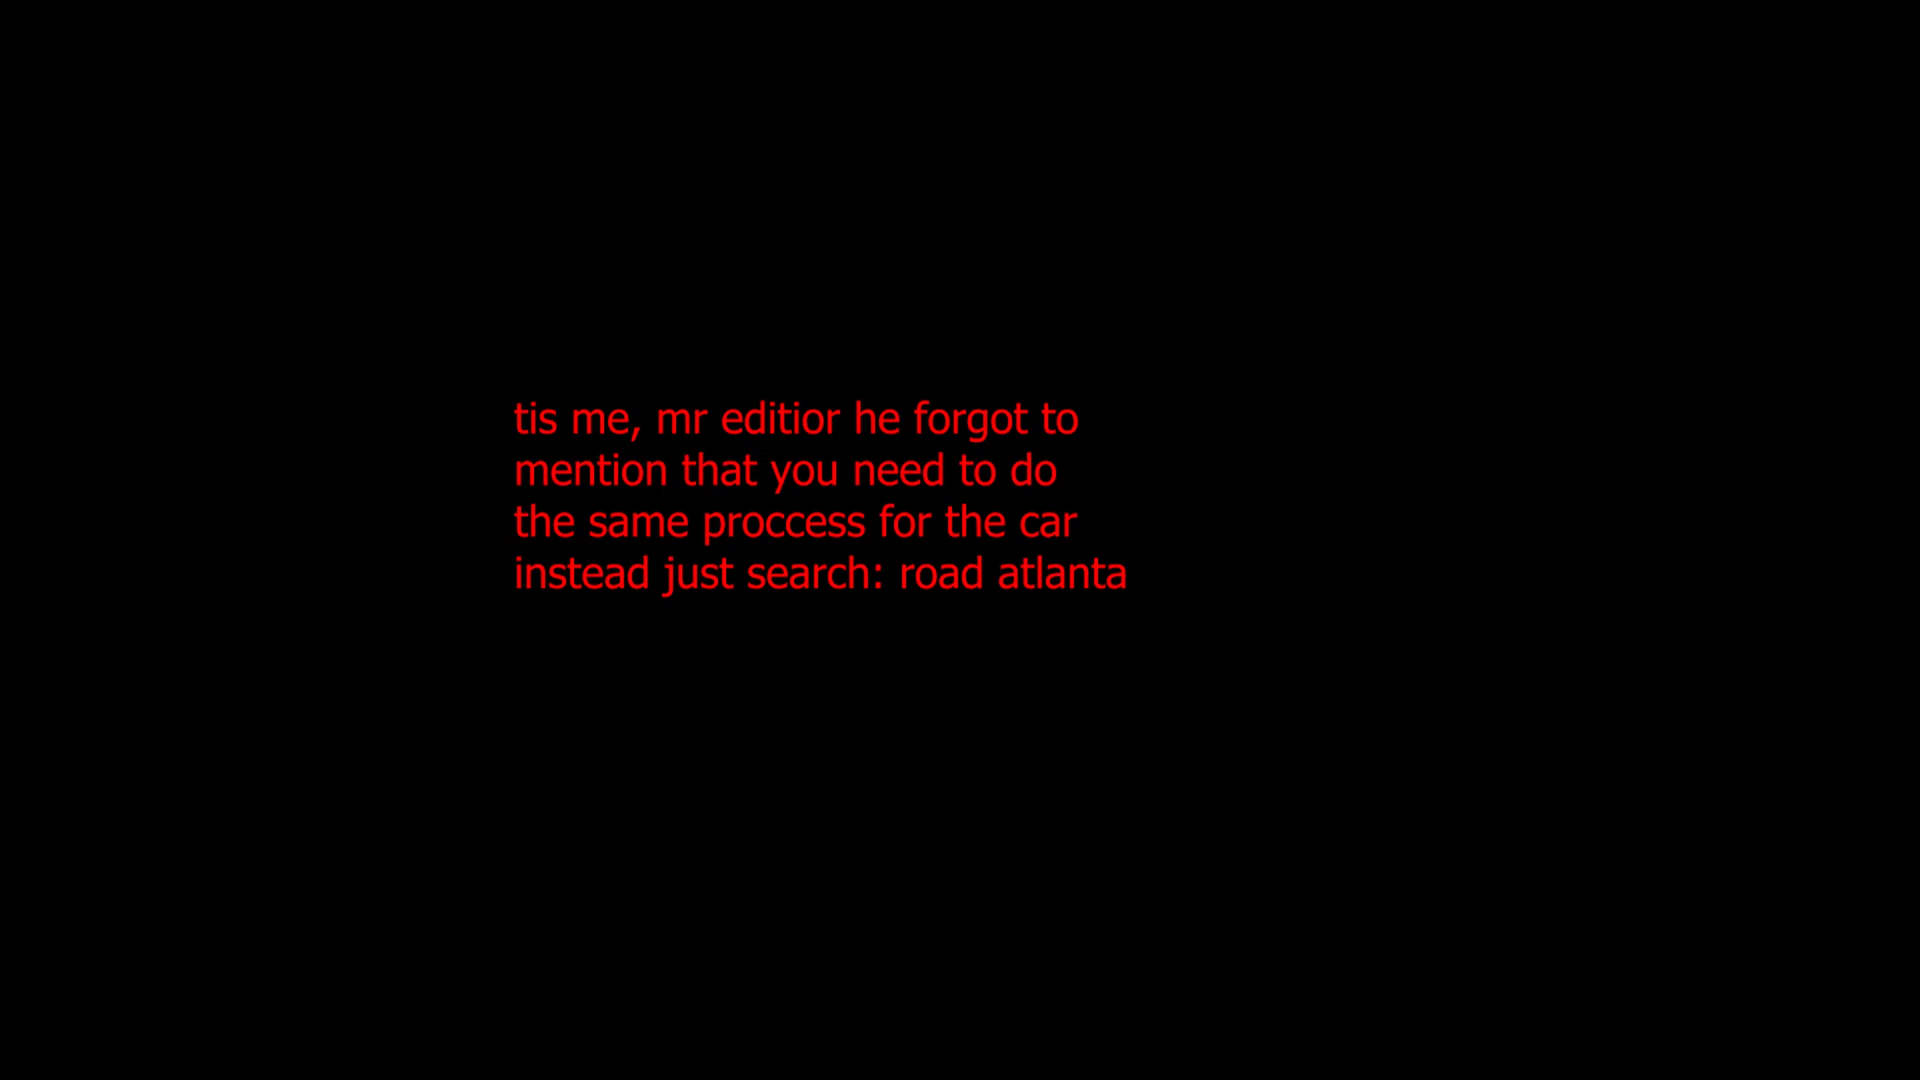 tis me, mr editior he forgot to
mention that you need to do
the same proccess for the car
instead just search: road atlanta